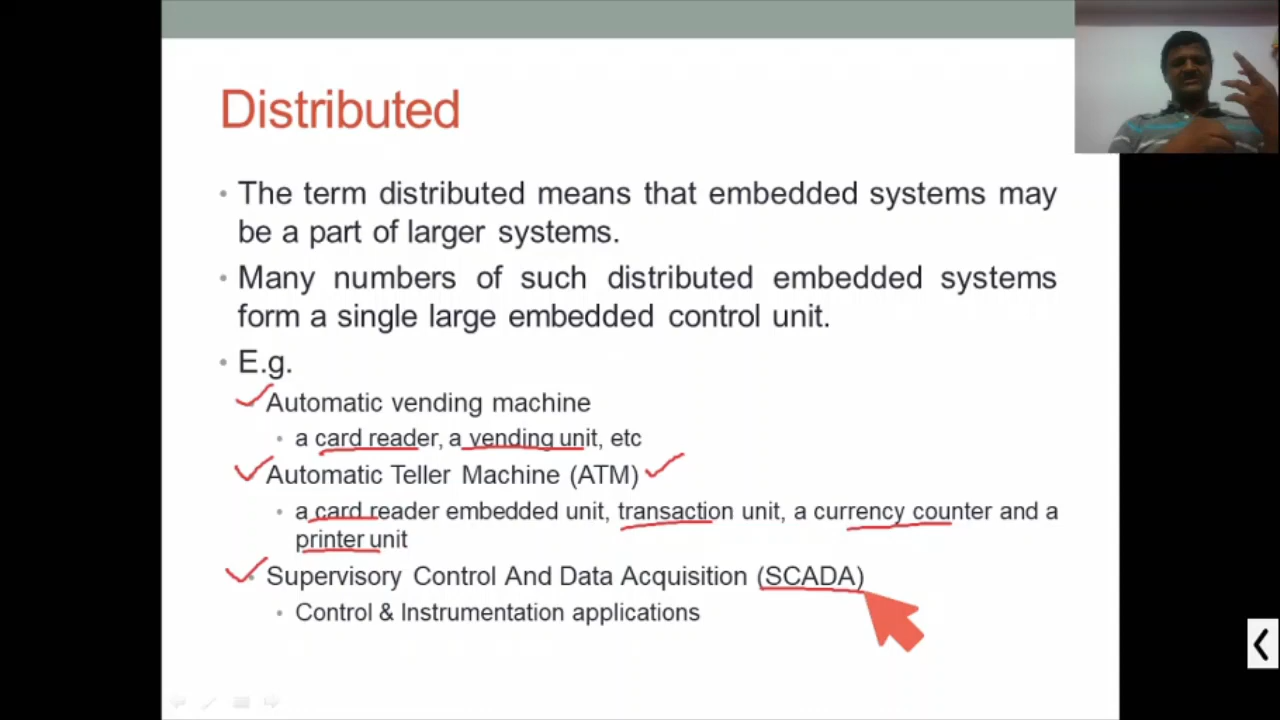 Distributed
• The term distributed means that embedded systems may
be a part of larger systems.
• Many numbers of such distributed embedded systems
form a single large embedded control unit.
• E.g.
Automatic vending machine
• a card reader, a vending unit, etc
Automatic Teller Machine (ATM)
• a card reader embedded unit, transaction unit, a currency counter and a
printer unit
• Supervisory Control And Data Acquisition (SCADA)
• Control & Instrumentation applications